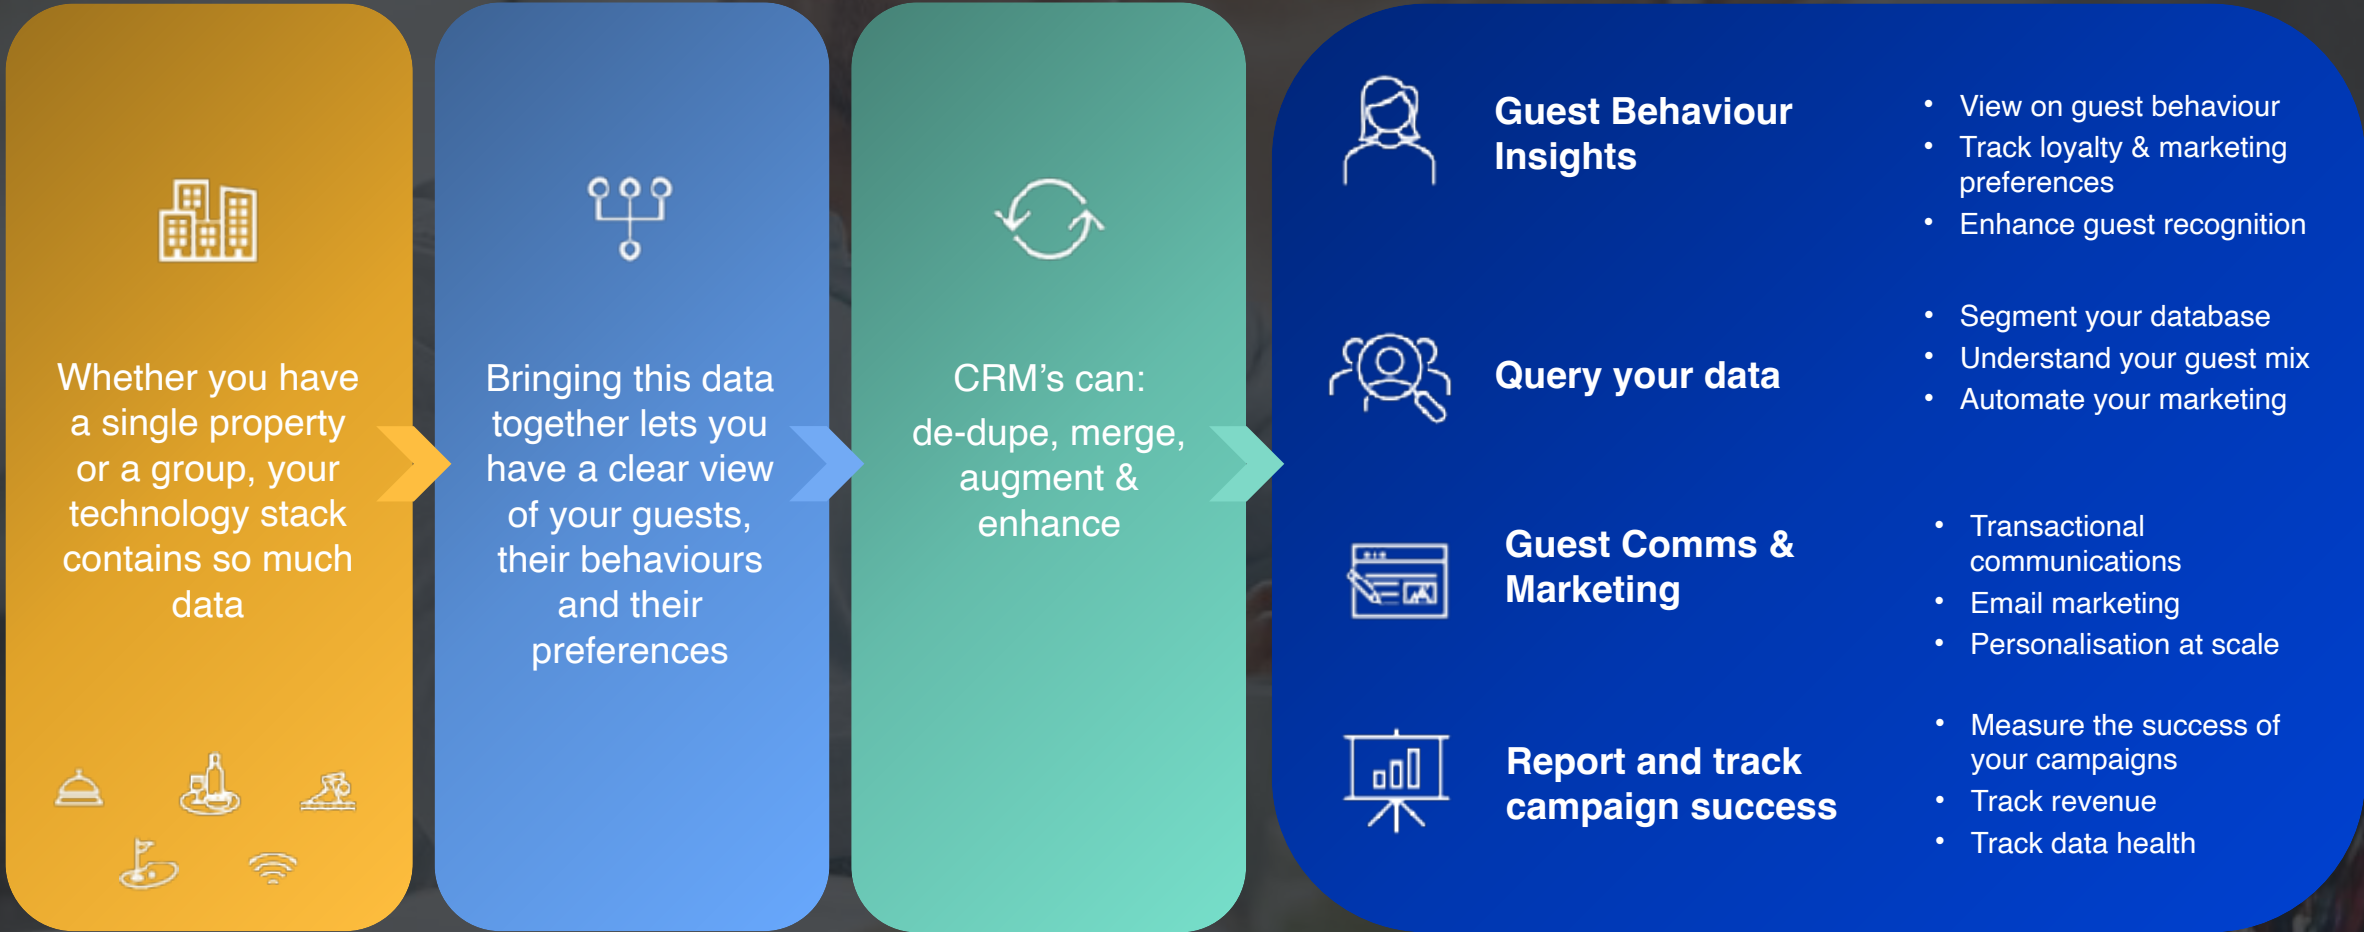 Whether you have
a single property
or a group, your
technology stack
contains so much
data
Bringing this data
together lets you
have a clear view
of your guests,
their behaviours
and their
preferences
CRM’s can:
de-dupe, merge,
augment &
enhance
Guest Behaviour
Insights
• View on guest behaviour
• Track loyalty & marketing
preferences
• Enhance guest recognition
Query your data
• Segment your database
• Understand your guest mix
• Automate your marketing
Guest Comms &
Marketing
• Transactional
communications
• Email marketing
• Personalisation at scale
Report and track
campaign success
• Measure the success of
your campaigns
• Track revenue
• Track data health